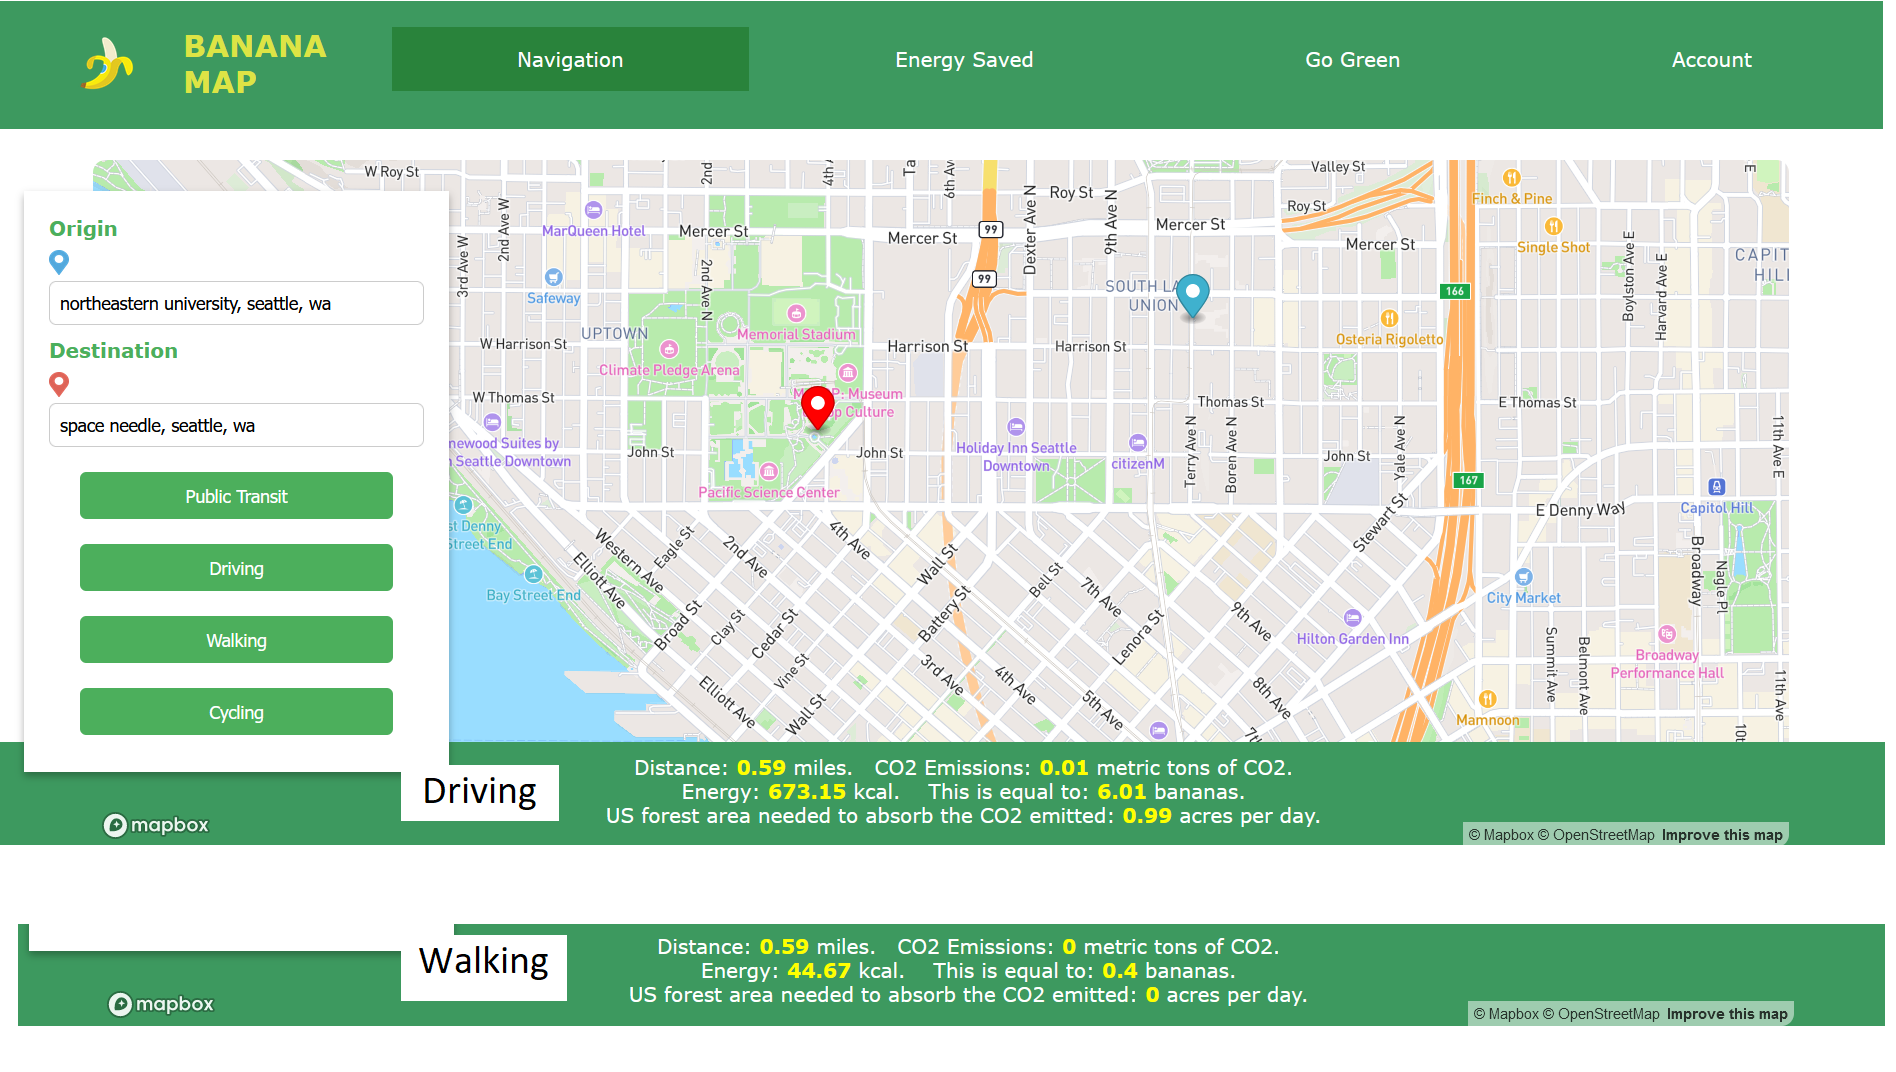 BANANA
MAP
Navigation
Energy Saved
Go Green
Account
Origin
northeastern university, seattle, wa
Destination
space needle, seattle, wa
Public Transit
Driving
Walking
Cycling
W Roy St
2nd
4th A
Ta
6th Av
Roy St
Valley St
Roy St
Finch & Pine
E
MarQueen Hotel
2nd Ave W
3rd Ave W
Mercer St
Mercer St
99
Dexter Ave N
9th Ave N
Mercer St
Mercer St
Single Shot
Boylston Ave E
Harvard Ave E
CAPIT
HILL
Safeway
2nd Ave N
99
SOUTH LA
UNION
166
UPTOWN
Memorial Stadium
W Harrison St
Harrison St
Harrison St
Osteria Rigoletto
Climate Pledge Arena
W Thomas St
M P: Museum
op Culture
Thomas St
E Thomas St
newood Suites by
n Seattle Downtown
John St
John St
Holiday Inn Seattle
Downtown
citizenM
Terry Ave N
Boren Ave N
John St
Yale Ave N
11th Ave E
Pacific Science Center
167
st Denny
Street End
Stewart St
E Denny Way
Capitol Hill
Western Ave
Eagle St
2nd Ave
4th Ave
Wall St
Elliott Ave
Bay Street End
Bell St
7th Ave
Battery St
9th Ave
City Market
Broadway
Nagle Pl
Broad St
Clay St
Cedar St
Lenora St
Hilton Garden Inn
Summit Ave
Belmont Ave
Broadway
Performance Hall
Vine St
3rd Ave
4th Ave
8th Ave
11th Ave
Elliott Ave
Wall St
5th Ave
Mamnoon
7th
10th
Driving
Distance: 0.59 miles. CO2 Emissions: 0.01 metric tons of CO2.
Energy: 673.15 kcal. This is equal to: 6.01 bananas.
US forest area needed to absorb the CO2 emitted: 0.99 acres per day.
mapbox
© Mapbox © OpenStreetMap Improve this map
Walking
Distance: 0.59 miles. CO2 Emissions: 0 metric tons of CO2.
Energy: 44.67 kcal. This is equal to: 0.4 bananas.
US forest area needed to absorb the CO2 emitted: 0 acres per day.
mapbox
© Mapbox © OpenStreetMap Improve this map